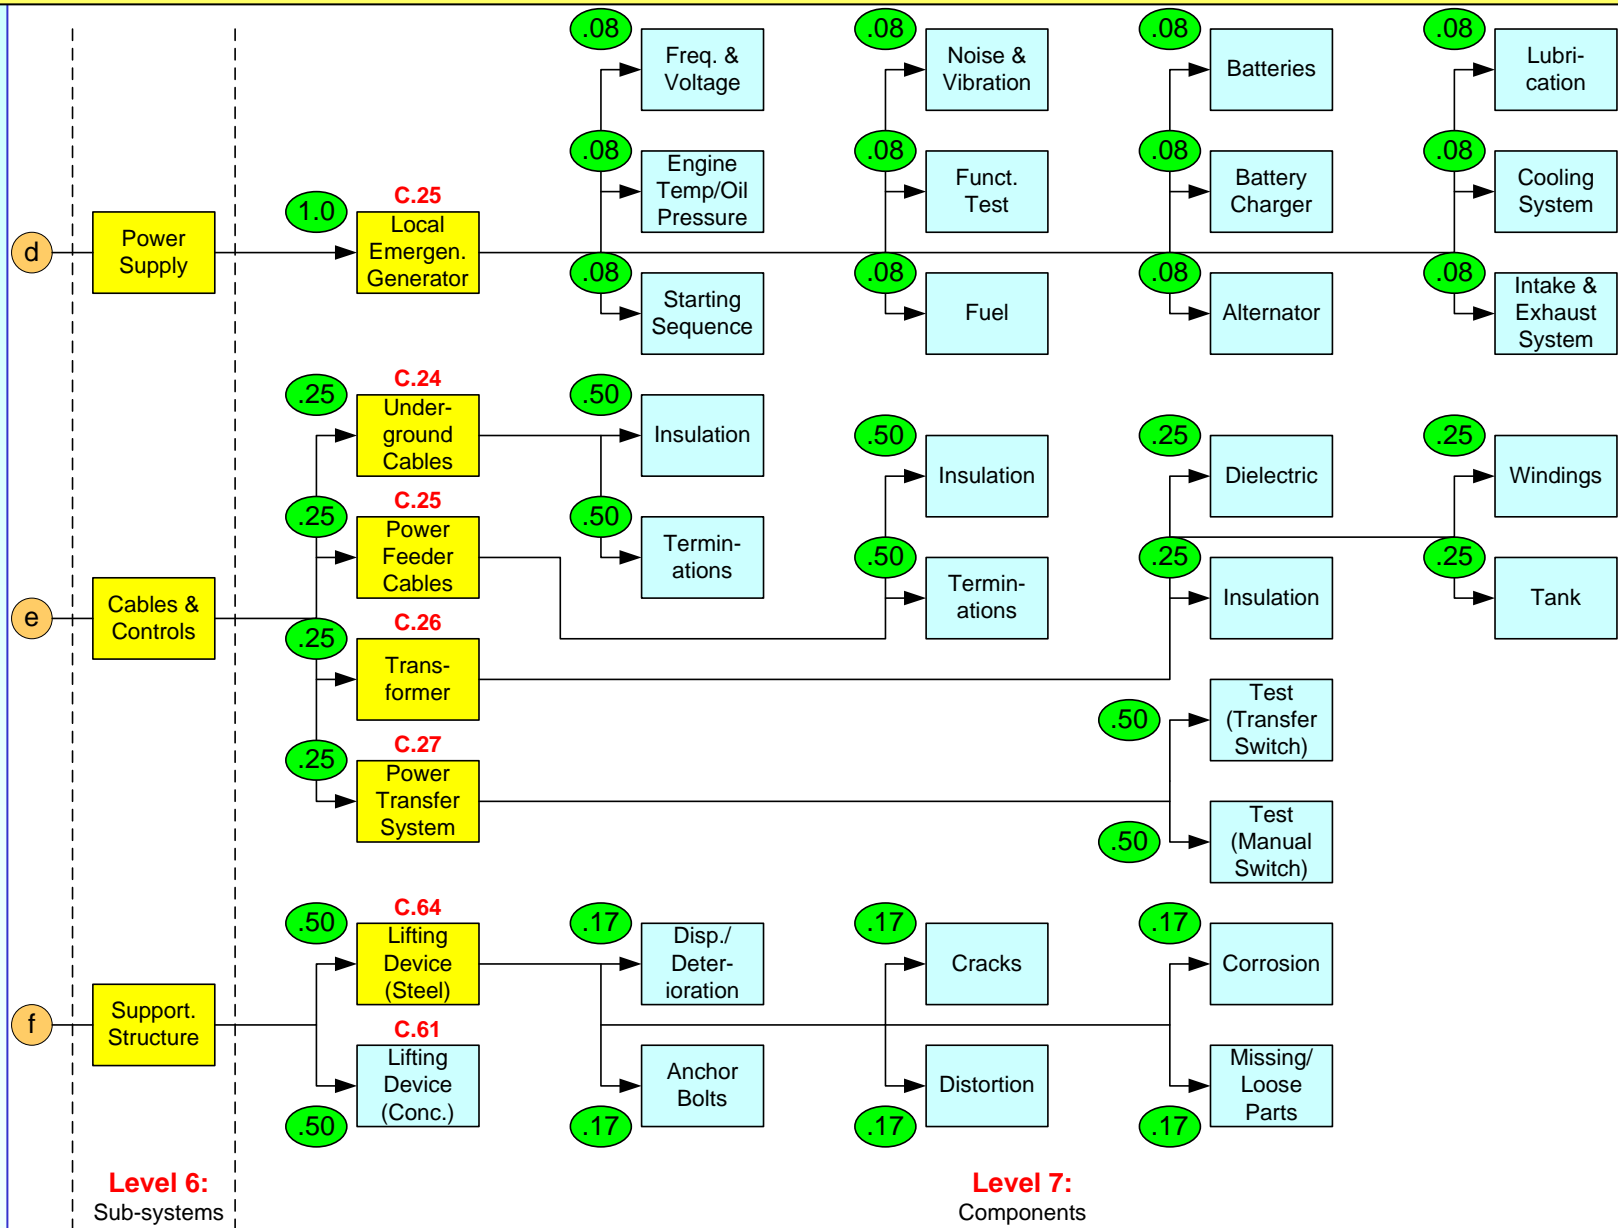 .08
.08
.08
.08
Freq. &
Voltage
Noise &
Vibration
Batteries
Lubri-
cation
.08
.08
.08
.08
Engine
Temp/Oil
Pressure
Funct.
Test
Battery
Charger
Cooling
System
d
Power
Supply
1.0
C.25
Local
Emergen.
Generator
.08
.08
.08
.08
Starting
Sequence
Fuel
Alternator
Intake &
Exhaust
System
.25
C.24
Under-
ground
Cables
.50
Insulation
.50
Insulation
.25
Dielectric
.25
Windings
.25
C.25
Power
Feeder
Cables
.50
Termin-
ations
.50
Termin-
ations
.25
Insulation
.25
Tank
e
Cables &
Controls
.25
C.26
Trans-
former
.50
Test
(Transfer
Switch)
.25
C.27
Power
Transfer
System
.50
Test
(Manual
Switch)
.50
C.64
Lifting
Device
(Steel)
.17
Disp./
Deter-
ioration
.17
Cracks
.17
Corrosion
f
Support.
Structure
C.61
Lifting
Device
(Conc.)
.50
Anchor
Bolts
.17
Distortion
.17
Missing/
Loose
Parts
.17
Level 6:
Sub-systems
Level 7:
Components